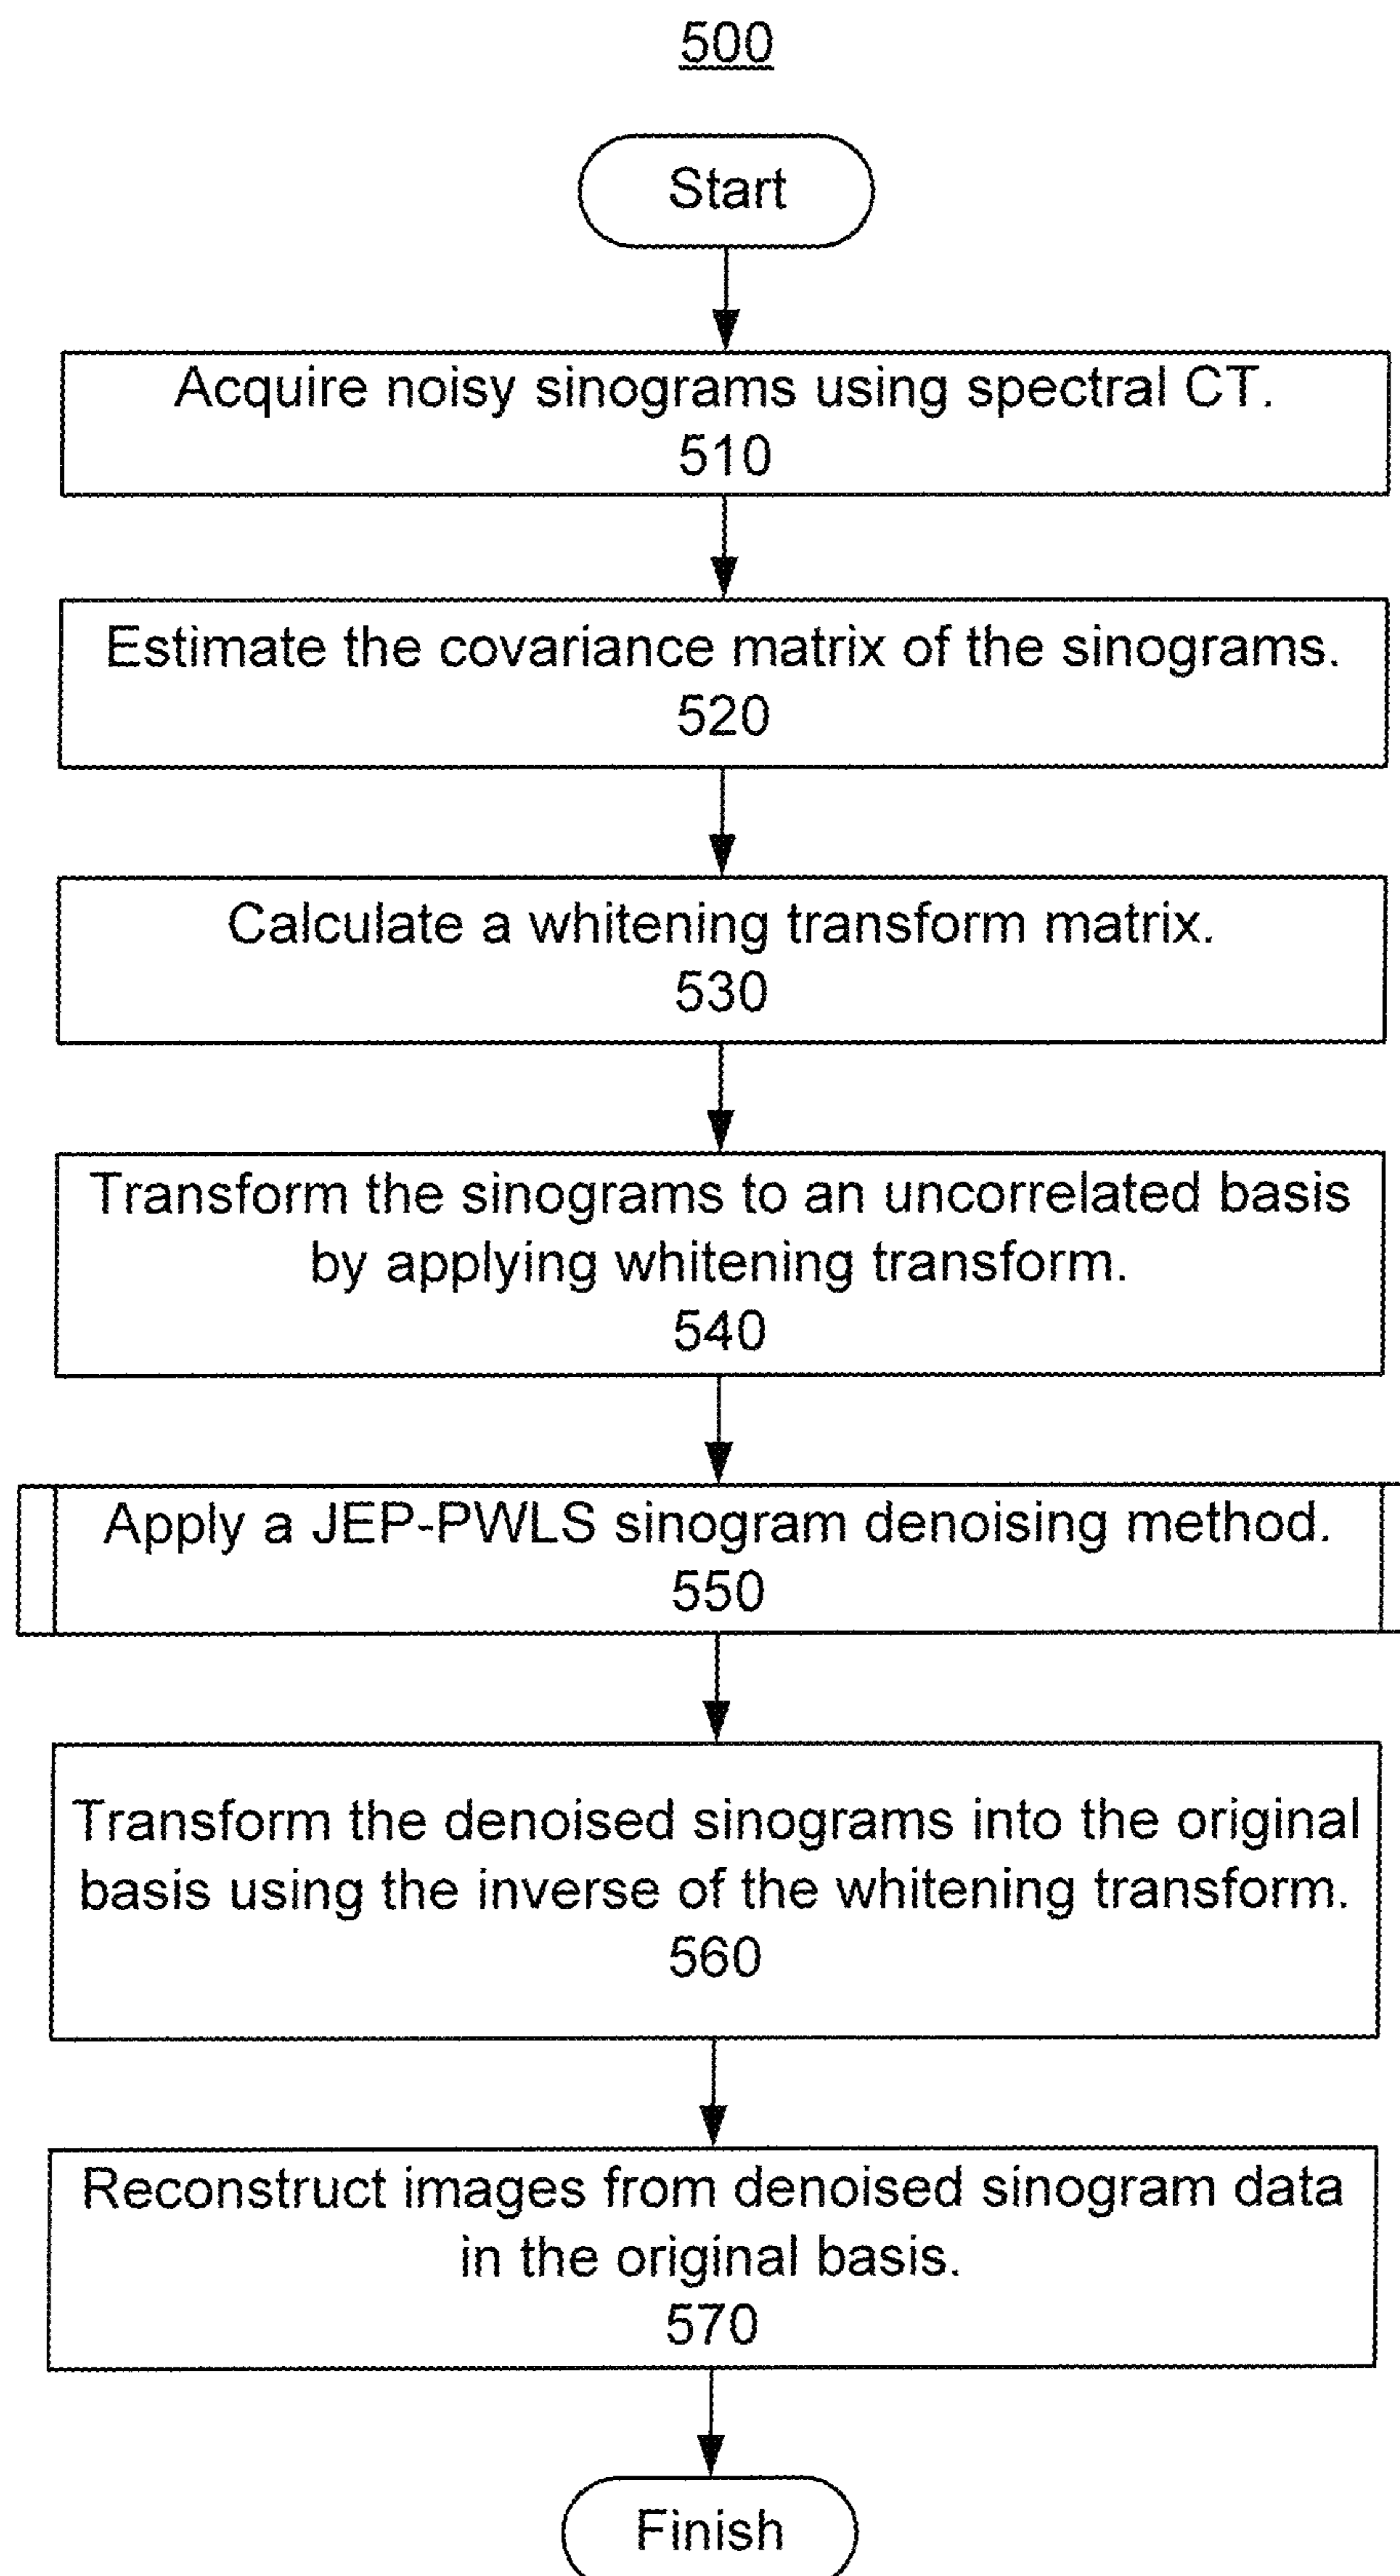 500
Start
Acquire noisy sinograms using spectral CT.
510
Estimate the covariance matrix of the sinograms.
520
Calculate a whitening transform matrix.
530
Transform the sinograms to an uncorrelated basis
by applying whitening transform.
540
Apply a JEP-PWLS sinogram denoising method.
550
Transform the denoised sinograms into the original
basis using the inverse of the whitening transform.
560
Reconstruct images from denoised sinogram data
in the original basis.
570
Finish